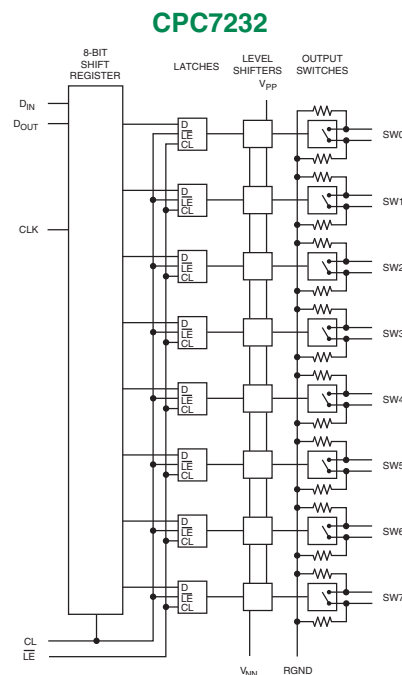 CPC7232
8-BIT
SHIFT
REGISTER
LATCHES
LEVEL
SHIFTERS
OUTPUT
SWITCHES
VPP
DIN
DOUT
CLK
D
LE
CL
SW0
D
LE
CL
SW1
D
LE
CL
SW2
D
LE
CL
SW3
D
LE
CL
SW4
D
LE
CL
SW5
D
LE
CL
SW6
D
LE
CL
SW7
CL
LE
VNN
RGND